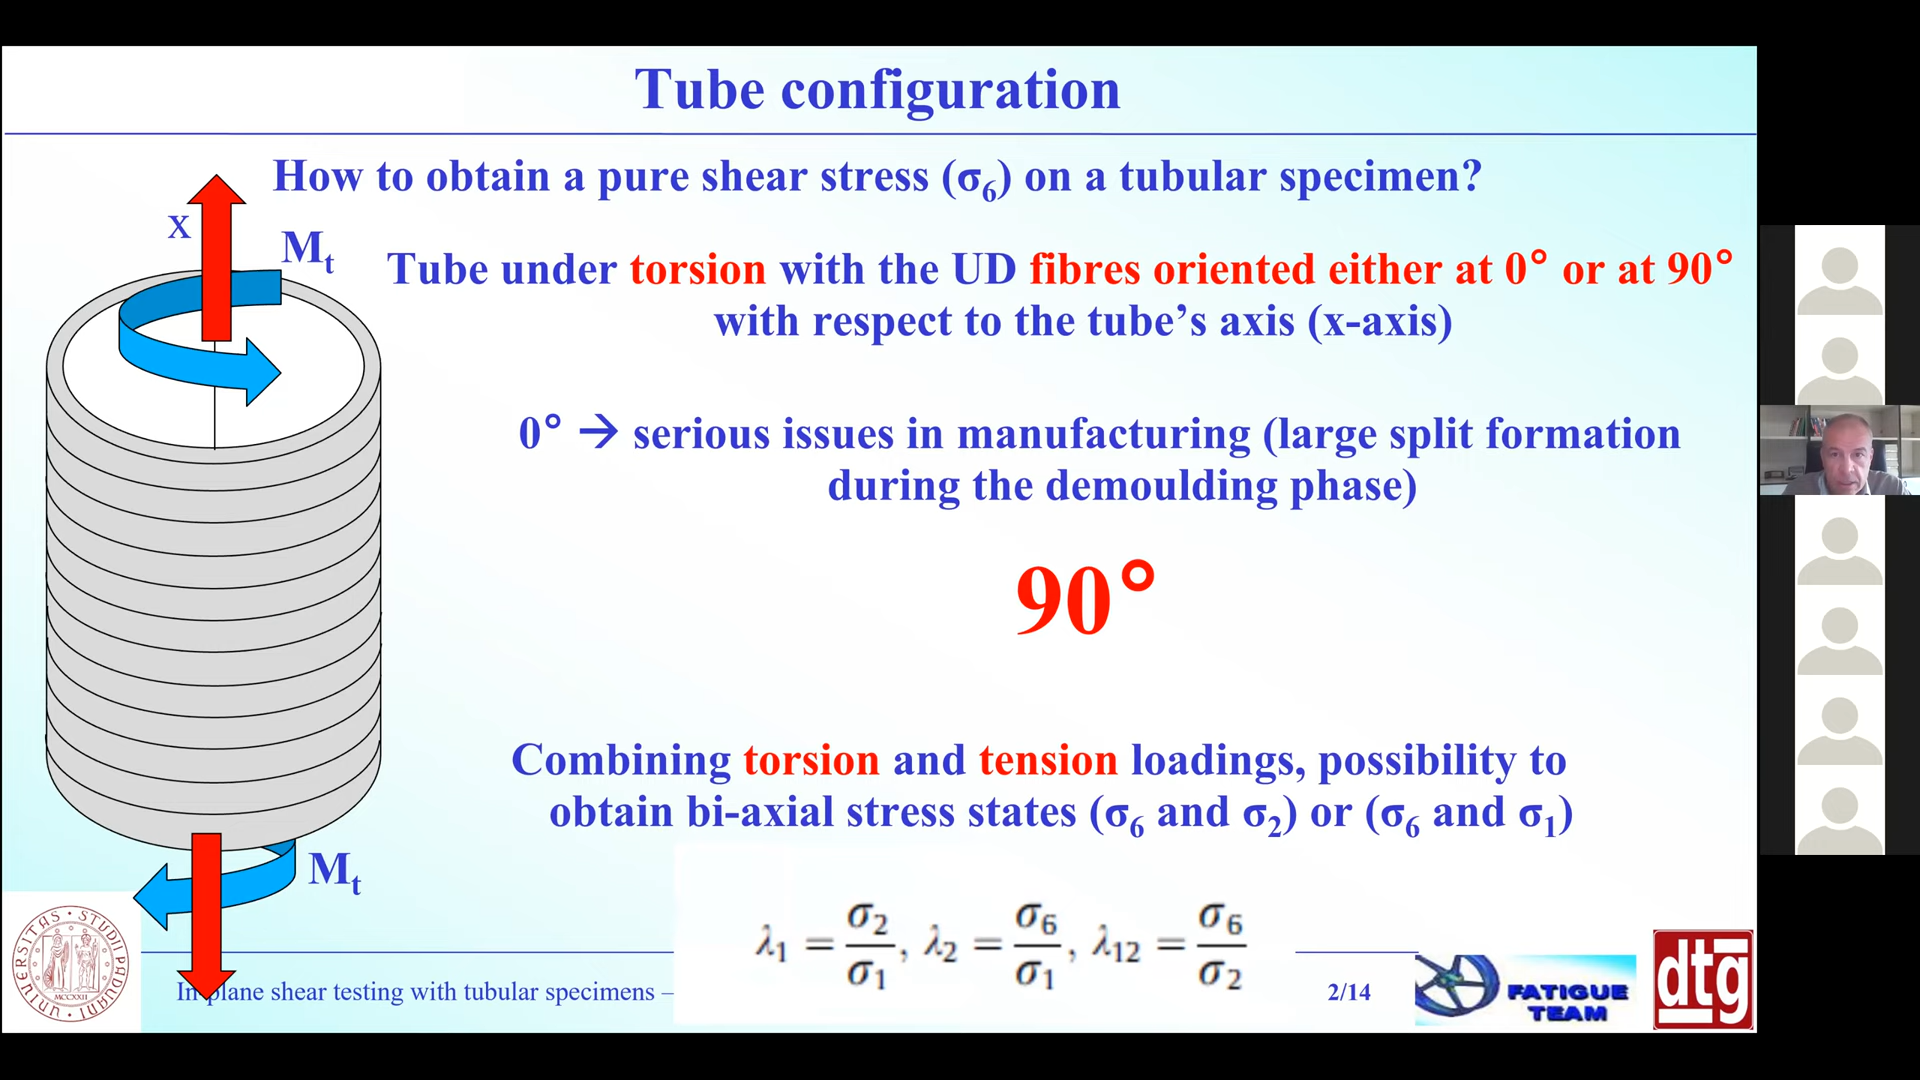 Tube configuration
How to obtain a pure shear stress (σ6) on a tubular specimen?
x
Mt
Tube under torsion with the UD fibres oriented either at 0° or at 90°
with respect to the tube's axis (x-axis)
0° → serious issues in manufacturing (large split formation
during the demoulding phase)
90°
Combining torsion and tension loadings, possibility to
obtain bi-axial stress states (σ6 and σ2) or (σ6 and σ1)
Mt
λ1 = σ2/σ1, λ2 = σ6/σ1, λ12 = σ6/σ2
UNIVERSITAS STUDII PADUANI
MCCXXII
In-plane shear testing with tubular specimens –
2/14
FATIGUE
TEAM
dtg